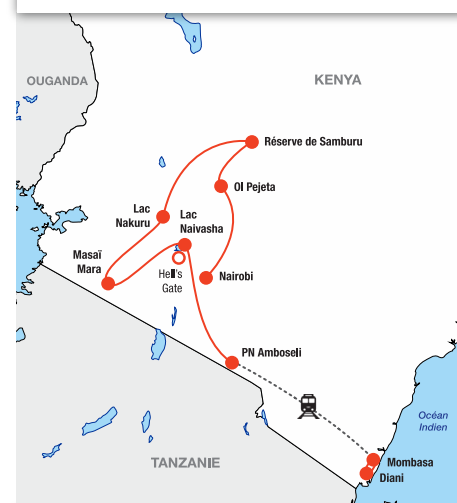 OUGANDA
KENYA
Réserve de Samburu
Ol Pejeta
Lac
Nakuru
Lac
Naivasha
Masaï
Mara
Hell's
Gate
Nairobi
PN Amboseli
Océan
Indien
TANZANIE
Mombasa
Diani